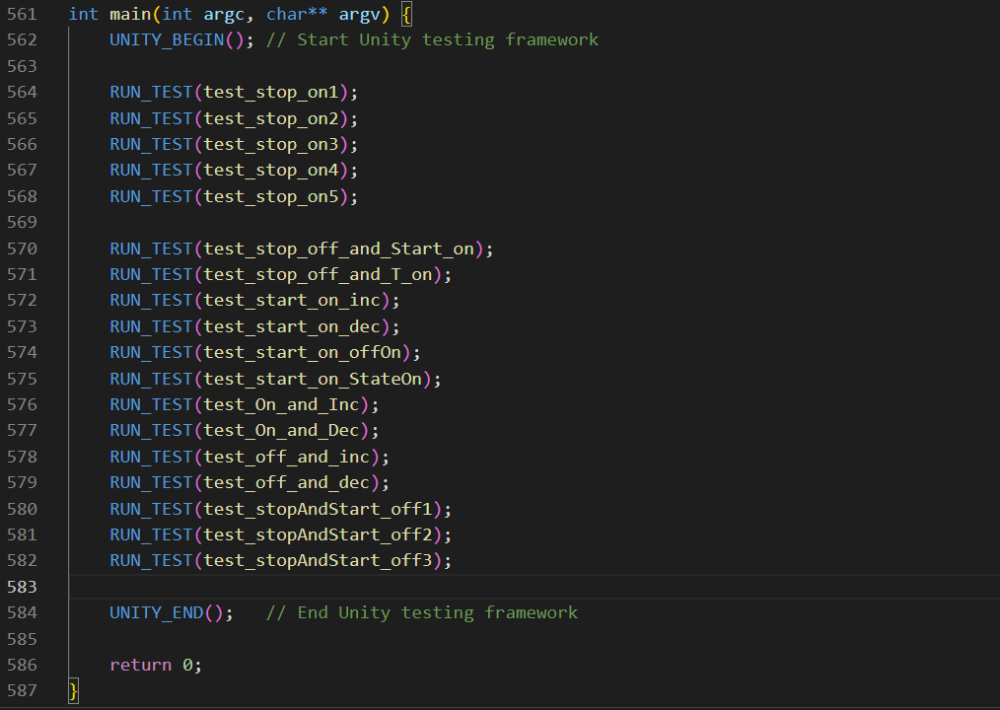 561 int main(int argc, char** argv) {
562     UNITY_BEGIN(); // Start Unity testing framework
563
564     RUN_TEST(test_stop_on1);
565     RUN_TEST(test_stop_on2);
566     RUN_TEST(test_stop_on3);
567     RUN_TEST(test_stop_on4);
568     RUN_TEST(test_stop_on5);
569
570     RUN_TEST(test_stop_off_and_Start_on);
571     RUN_TEST(test_stop_off_and_T_on);
572     RUN_TEST(test_start_on_inc);
573     RUN_TEST(test_start_on_dec);
574     RUN_TEST(test_start_on_offOn);
575     RUN_TEST(test_start_on_StateOn);
576     RUN_TEST(test_On_and_Inc);
577     RUN_TEST(test_On_and_Dec);
578     RUN_TEST(test_off_and_inc);
579     RUN_TEST(test_off_and_dec);
580     RUN_TEST(test_stopAndStart_off1);
581     RUN_TEST(test_stopAndStart_off2);
582     RUN_TEST(test_stopAndStart_off3);
583
584     UNITY_END();   // End Unity testing framework
585
586     return 0;
587 }